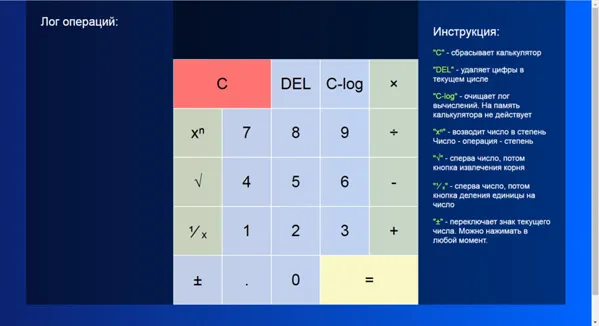 Лог операций:
C
DEL
C-log
×
xⁿ
7
8
9
÷
√
4
5
6
-
¹⁄ₓ
1
2
3
+
±
.
0
=
Инструкция:
"C" - сбрасывает калькулятор
"DEL" - удаляет цифры в
текущем цисле
"C-log" - очищает лог
вычислений. На память
калькулятора не действует
"xⁿ" - возводит число в степень
Число - операция - степень
"√" - сперва число, потом
кнопка извлечения корня
"¹⁄ₓ" - сперва число, потом
кнопка деления единицы на
число
"±" - переключает знак текущего
числа. Можно нажимать в
любой момент.